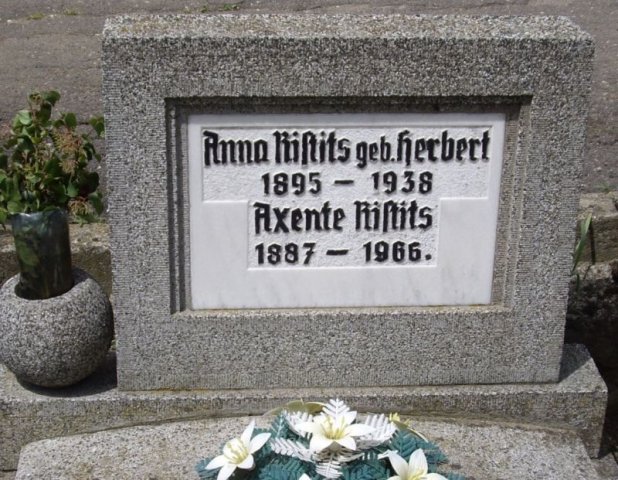 Anna Riſtits geb. Herbert
1895 – 1938
Axente Riſtits
1887 – 1966.